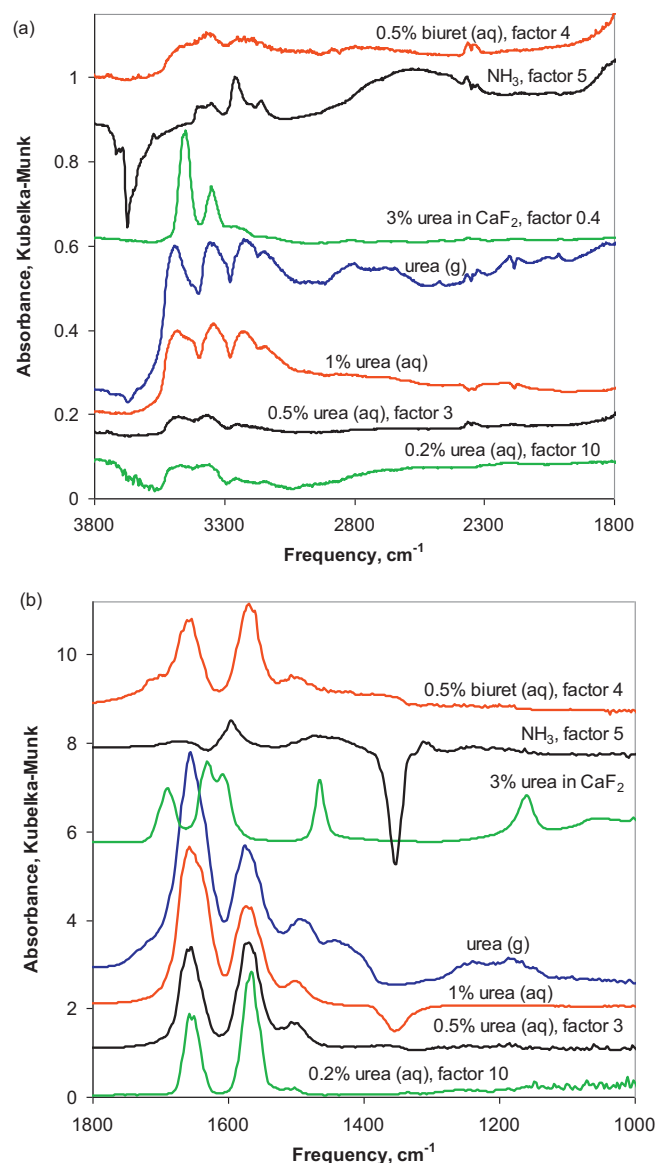 (a)
0.5% biuret (aq), factor 4
1
NH3, factor 5
0.8
3% urea in CaF2, factor 0.4
0.6
urea (g)
0.4
1% urea (aq)
0.2
0.5% urea (aq), factor 3
0.2% urea (aq), factor 10
0
3800 3300 2800 2300 1800
Frequency, cm-1
Absorbance, Kubelka-Munk
(b)
10
0.5% biuret (aq), factor 4
NH3, factor 5
8
3% urea in CaF2
6
4
urea (g)
1% urea (aq)
2
0.5% urea (aq), factor 3
0.2% urea (aq), factor 10
0
1800 1600 1400 1200 1000
Frequency, cm-1
Absorbance, Kubelka-Munk